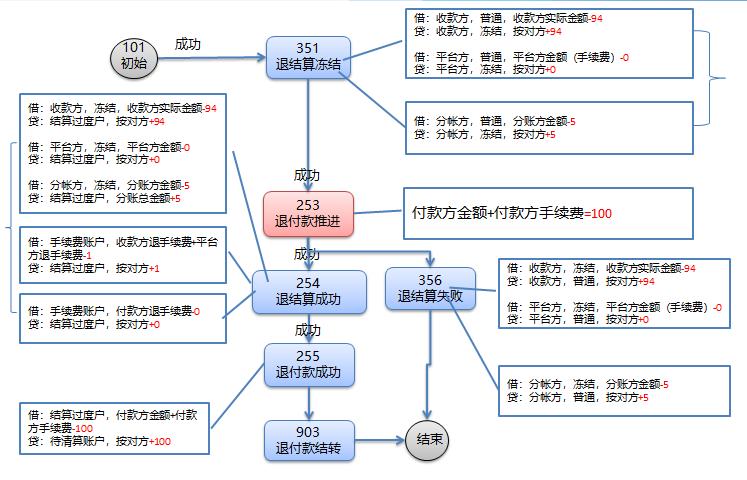 101
初始
成功
351
退结算冻结
借：收款方，普通，收款方实际金额-94
贷：收款方，冻结，按对方+94
借：平台方，普通，平台方金额（手续费）-0
贷：平台方，冻结，按对方+0
借：分帐方，普通，分账方金额-5
贷：分帐方，冻结，按对方+5
借：收款方，冻结，收款方实际金额-94
贷：结算过度户，按对方+94
借：平台方，冻结，平台方金额-0
贷：结算过度户，按对方+0
借：分帐方，冻结，分账方金额-5
贷：结算过度户，分账总金额+5
成功
253
退付款推进
付款方金额+付款方手续费=100
借：手续费账户，收款方退手续费+平台
方退手续费-1
贷：结算过度户，按对方+1
成功
254
退结算成功
356
退结算失败
借：收款方，冻结，收款方实际金额-94
贷：收款方，普通，按对方+94
借：平台方，冻结，平台方金额（手续费）-0
贷：平台方，普通，按对方+0
借：手续费账户，付款方退手续费-0
贷：结算过度户，按对方+0
成功
255
退付款成功
借：分帐方，冻结，分账方金额-5
贷：分帐方，普通，按对方+5
借：结算过度户，付款方金额+付款
方手续费-100
贷：待清算账户，按对方+100
903
退付款结转
结束